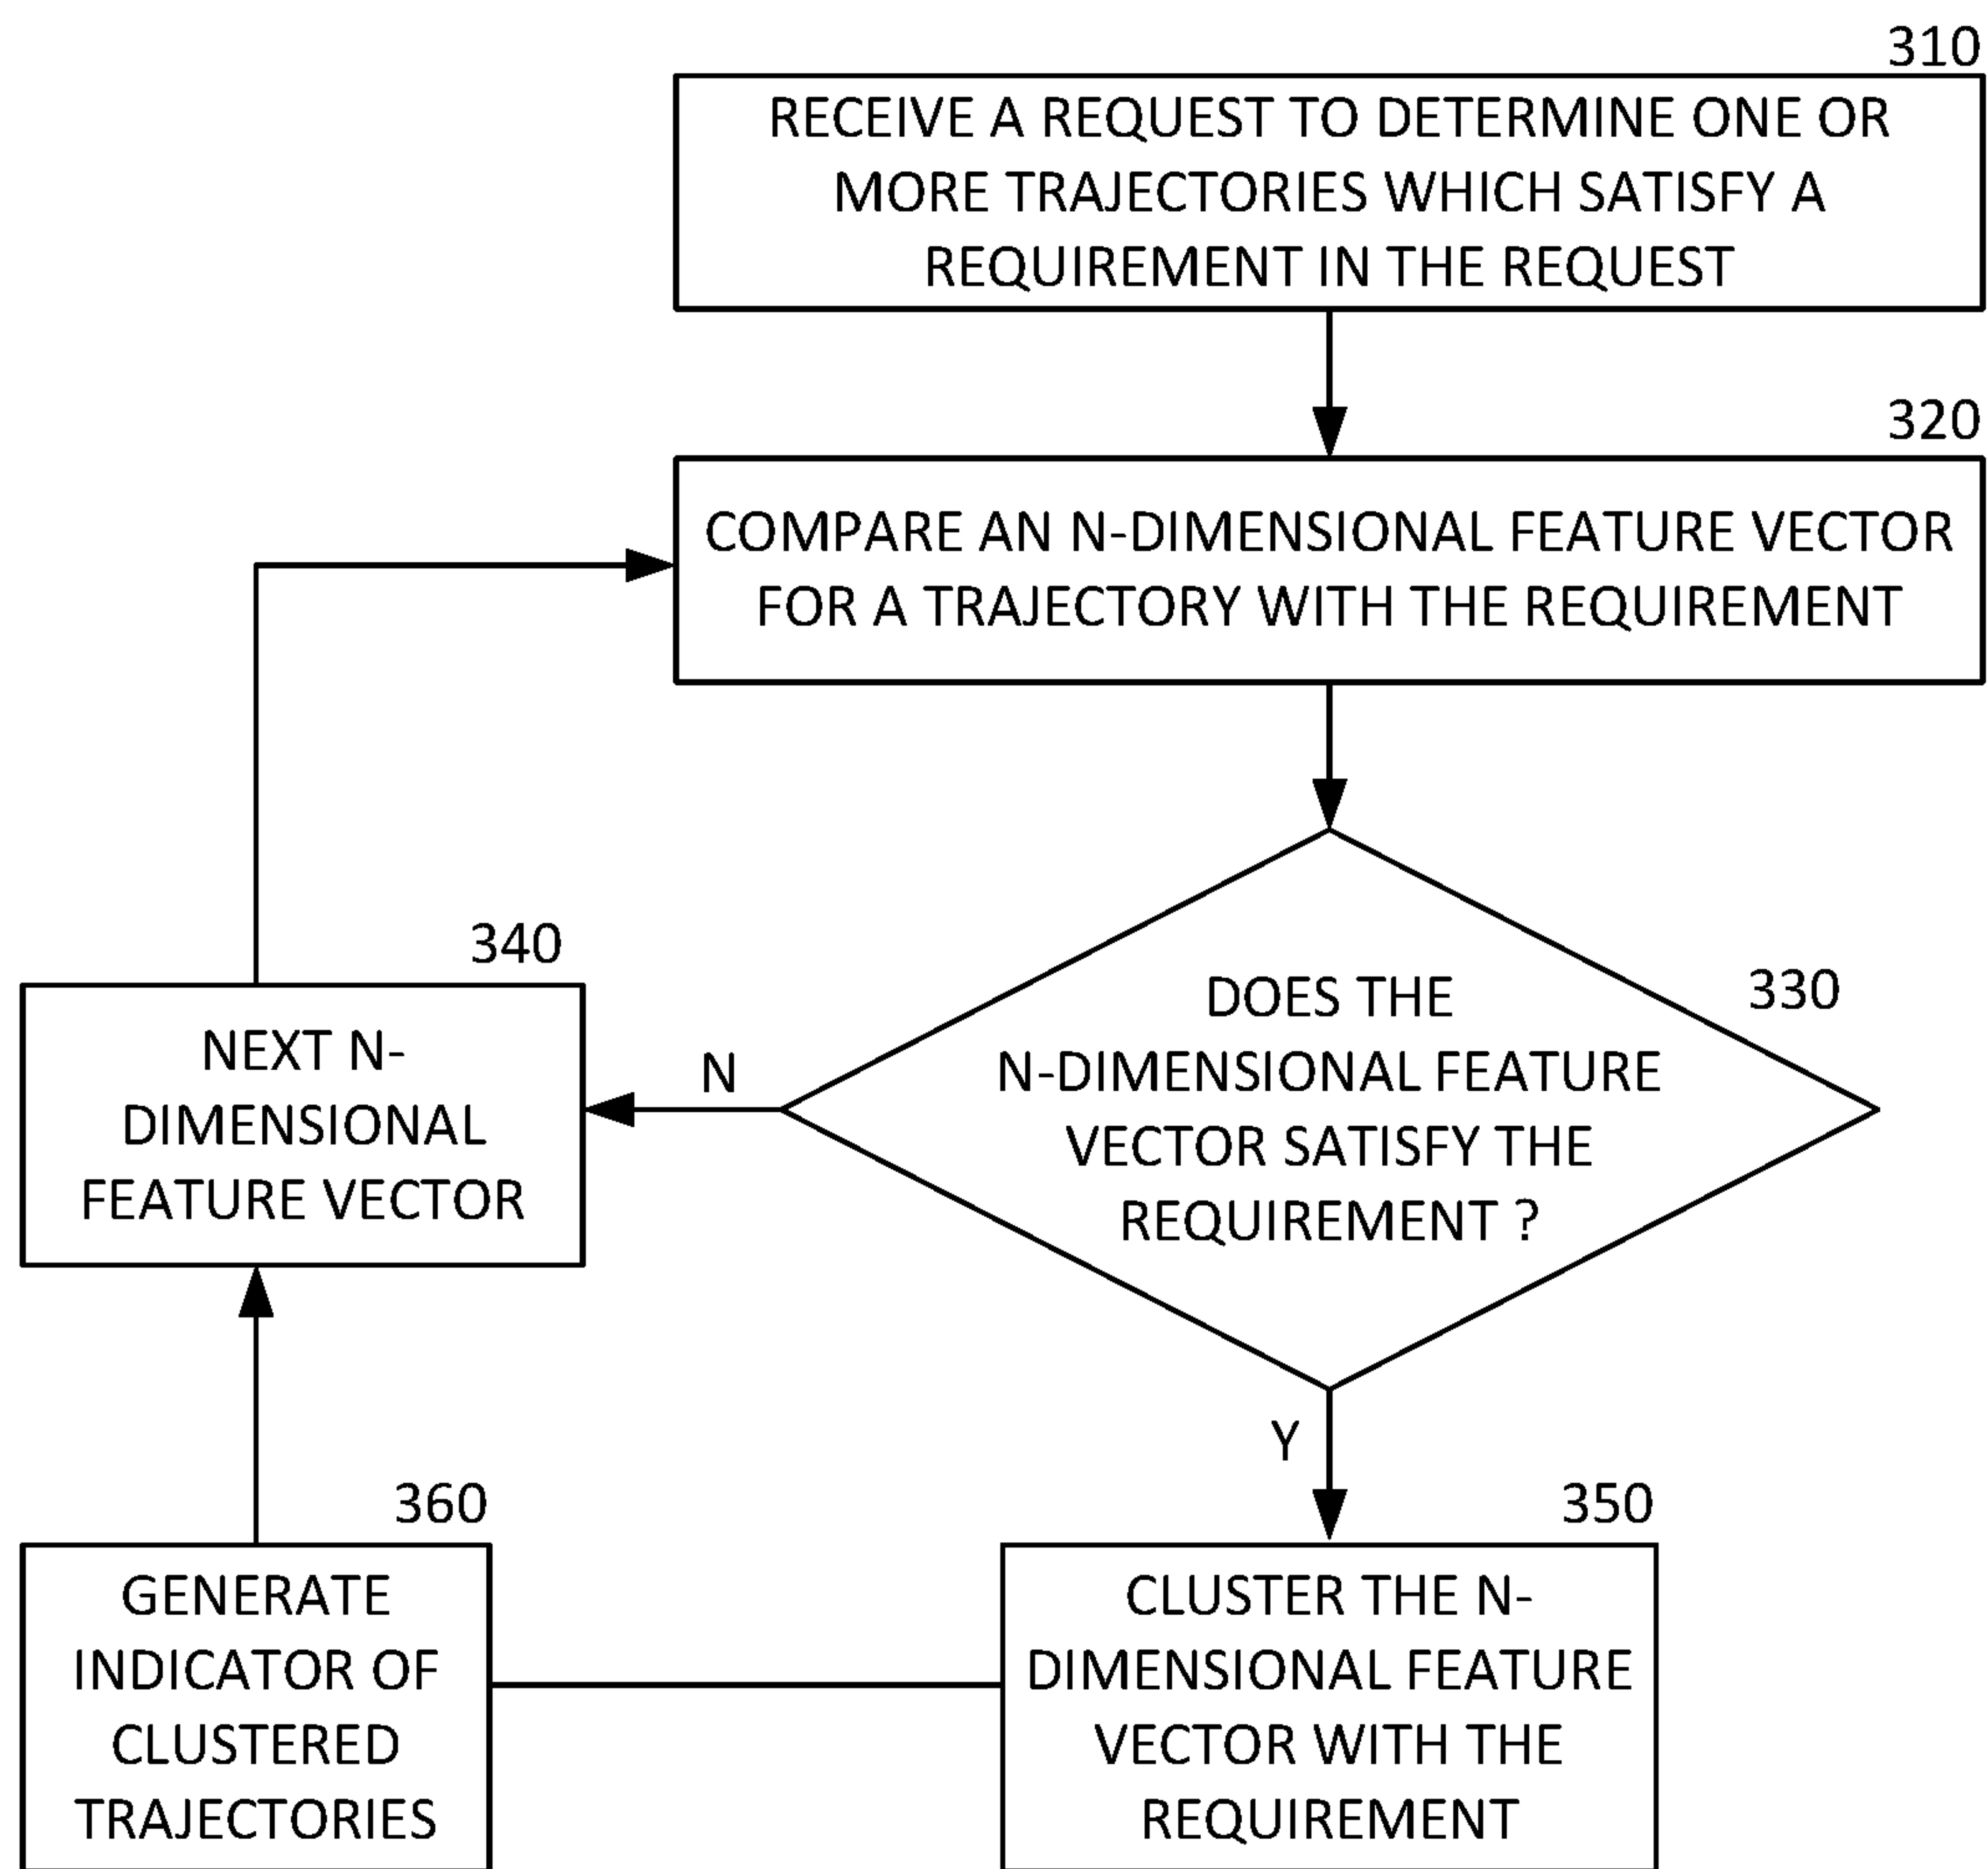 310
RECEIVE A REQUEST TO DETERMINE ONE OR
MORE TRAJECTORIES WHICH SATISFY A
REQUIREMENT IN THE REQUEST
320
COMPARE AN N-DIMENSIONAL FEATURE VECTOR
FOR A TRAJECTORY WITH THE REQUIREMENT
330
DOES THE
N-DIMENSIONAL FEATURE
VECTOR SATISFY THE
REQUIREMENT ?
N
340
NEXT N-
DIMENSIONAL
FEATURE VECTOR
Y
350
CLUSTER THE N-
DIMENSIONAL FEATURE
VECTOR WITH THE
REQUIREMENT
360
GENERATE
INDICATOR OF
CLUSTERED
TRAJECTORIES